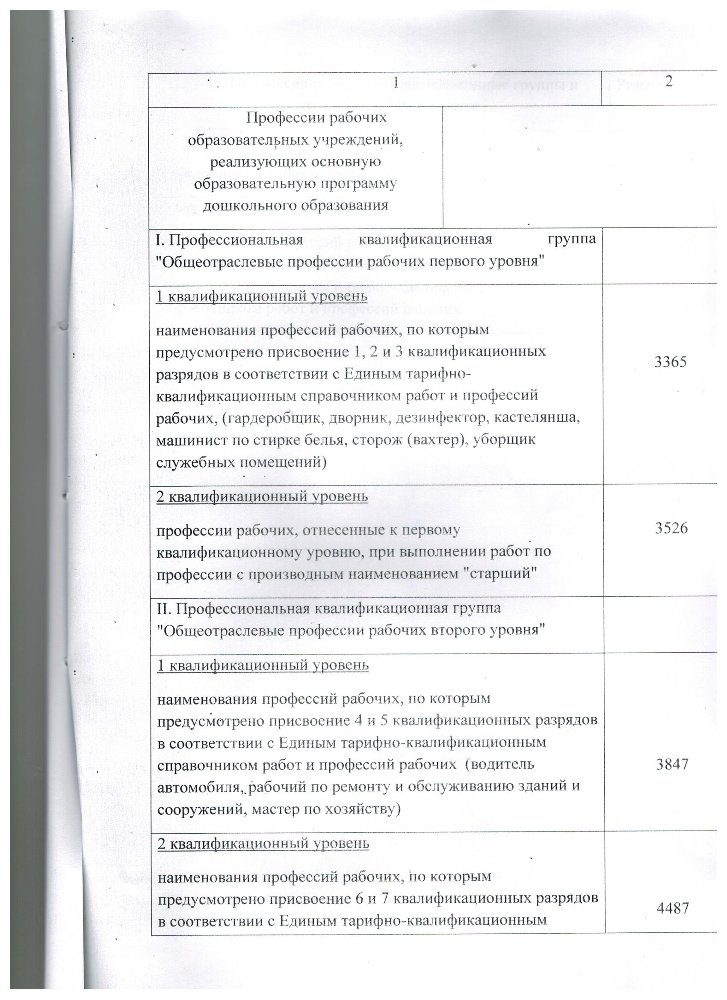 1 2
Профессии рабочих
образовательных учреждений,
реализующих основную
образовательную программу
дошкольного образования
I. Профессиональная квалификационная группа
"Общеотраслевые профессии рабочих первого уровня"
1 квалификационный уровень
наименования профессий рабочих, по которым
предусмотрено присвоение 1, 2 и 3 квалификационных
разрядов в соответствии с Единым тарифно-
квалификационным справочником работ и профессий
рабочих, (гардеробщик, дворник, дезинфектор, кастелянша,
машинист по стирке белья, сторож (вахтер), уборщик
служебных помещений)
3365
2 квалификационный уровень
профессии рабочих, отнесенные к первому
квалификационному уровню, при выполнении работ по
профессии с производным наименованием "старший"
3526
II. Профессиональная квалификационная группа
"Общеотраслевые профессии рабочих второго уровня"
1 квалификационный уровень
наименования профессий рабочих, по которым
предусмотрено присвоение 4 и 5 квалификационных разрядов
в соответствии с Единым тарифно-квалификационным
справочником работ и профессий рабочих (водитель
автомобиля, рабочий по ремонту и обслуживанию зданий и
сооружений, мастер по хозяйству)
3847
2 квалификационный уровень
наименования профессий рабочих, по которым
предусмотрено присвоение 6 и 7 квалификационных разрядов
в соответствии с Единым тарифно-квалификационным
4487